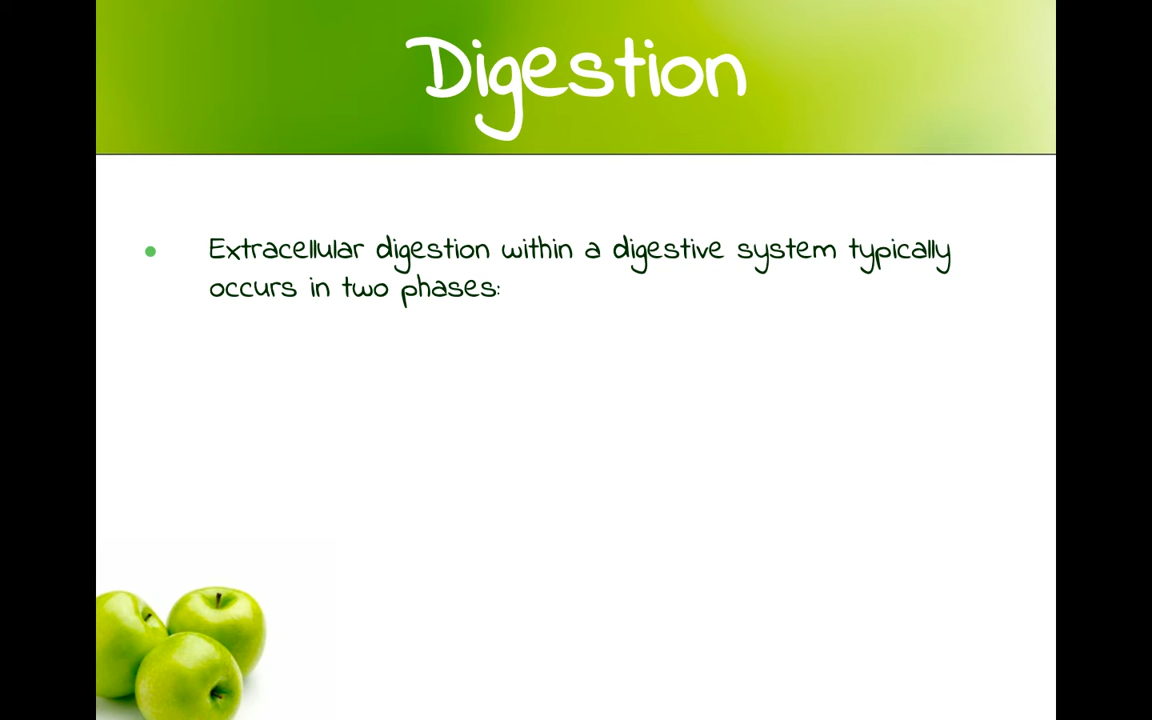 Digestion
Extracellular digestion within a digestive system typically
occurs in two phases: